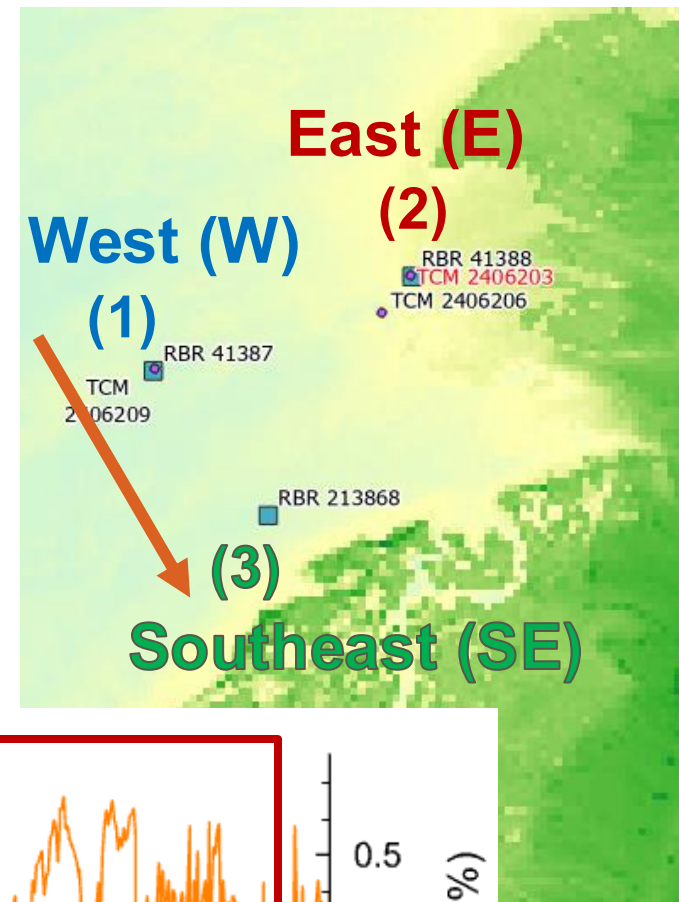 East (E)
(2)
West (W)
(1)
RBR 41388
TCM 2406203
TCM 2406206
RBR 41387
TCM
2406209
RBR 213868
(3)
Southeast (SE)
0.5
%)